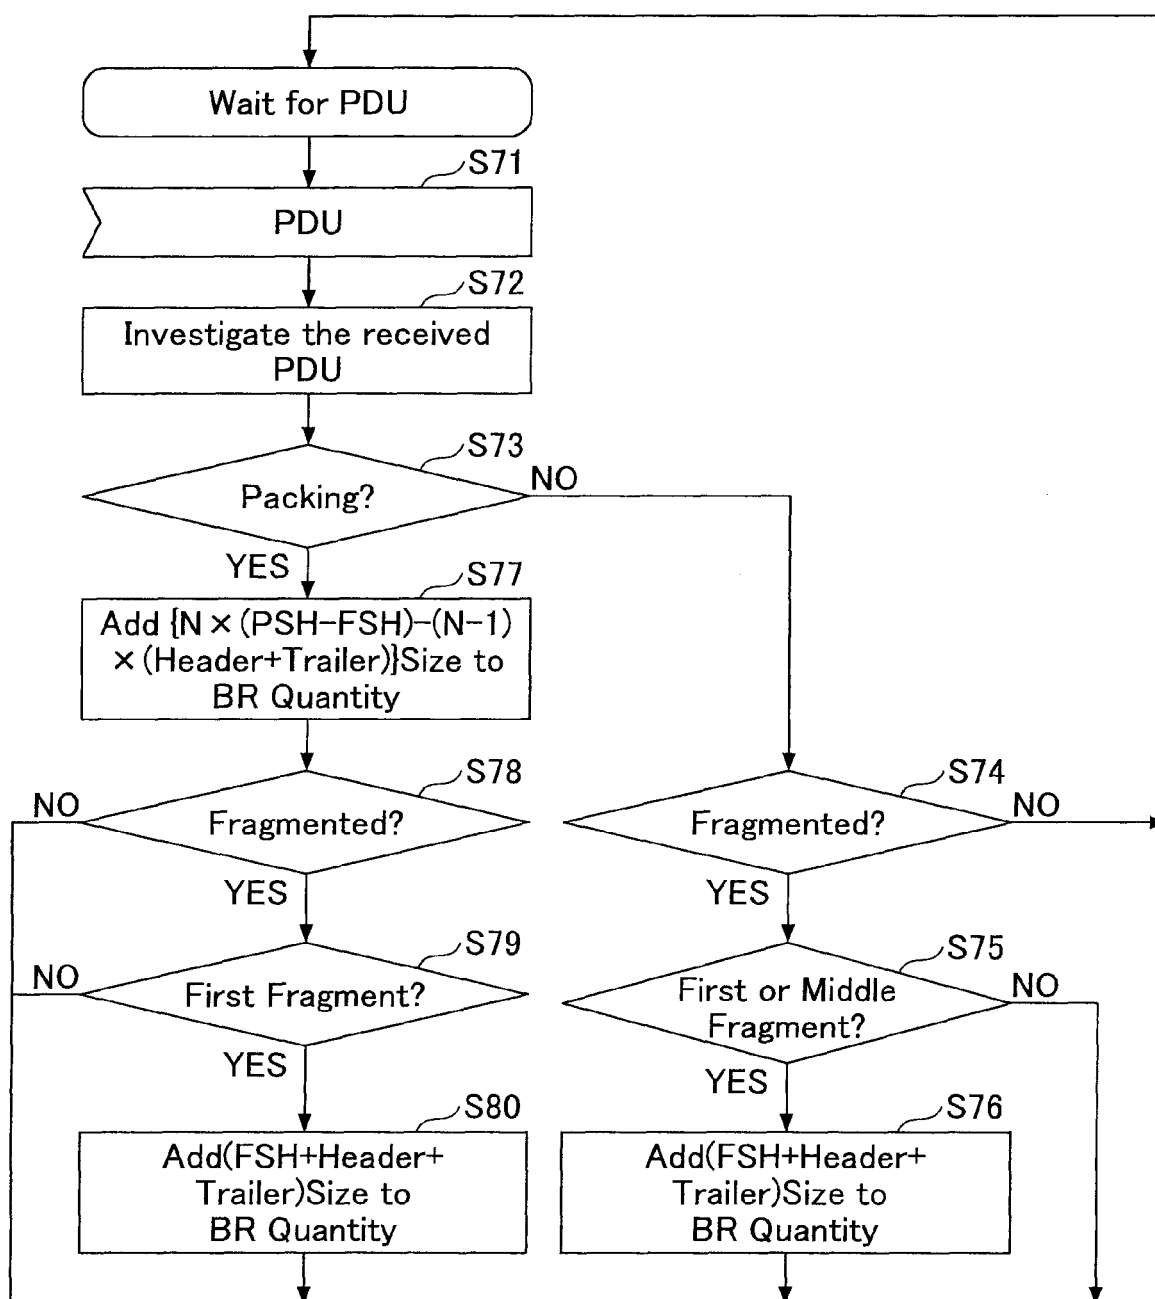 Wait for PDU
S71
PDU
S72
Investigate the received
PDU
S73
Packing?
NO
YES
S77
Add {N×(PSH-FSH)-(N-1)
×(Header+Trailer)}Size to
BR Quantity
S78
NO
Fragmented?
YES
S74
Fragmented?
NO
YES
S79
NO
First Fragment?
YES
S75
First or Middle
Fragment?
NO
YES
S80
Add(FSH+Header+
Trailer)Size to
BR Quantity
S76
Add(FSH+Header+
Trailer)Size to
BR Quantity